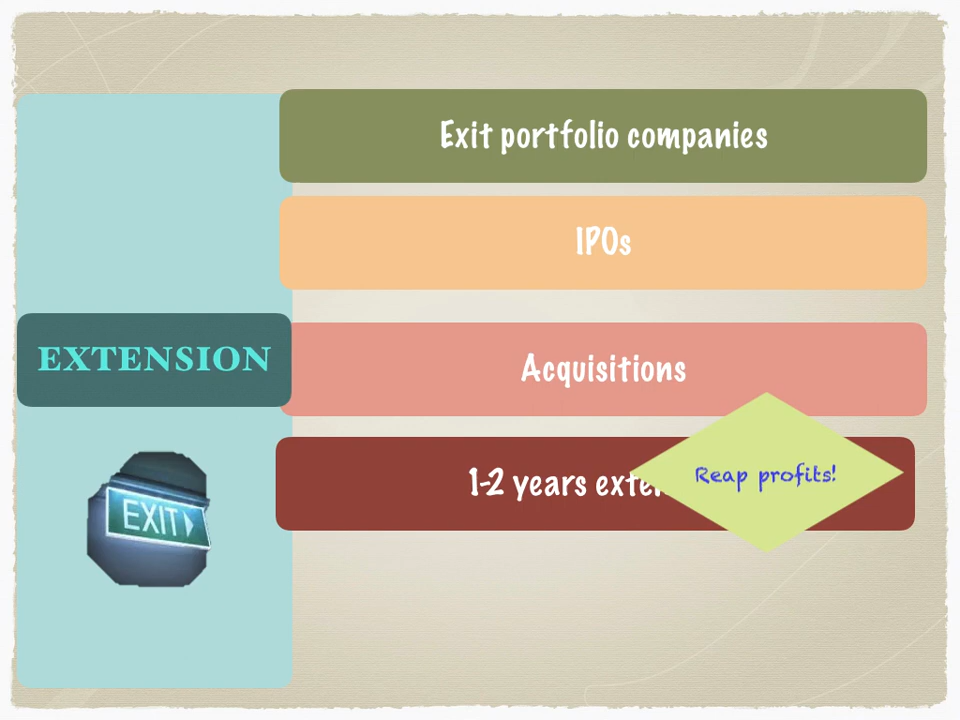 Exit portfolio companies
IPOs
EXTENSION
Acquisitions
1-2 years
Reap profits!
EXIT